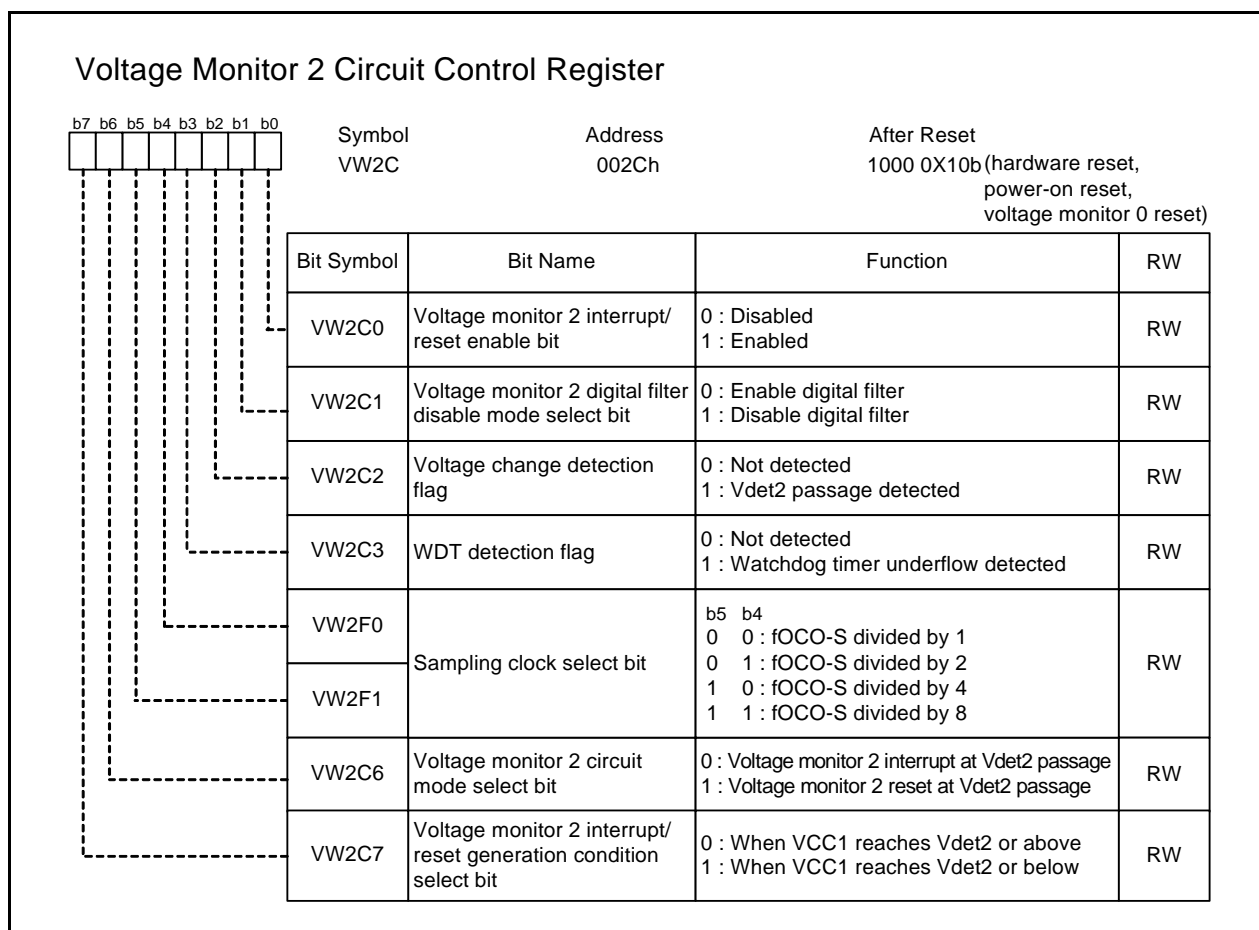 Voltage Monitor 2 Circuit Control Register
b7 b6 b5 b4 b3 b2 b1 b0
Symbol Address After Reset
VW2C 002Ch 1000 0X10b (hardware reset,
power-on reset,
voltage monitor 0 reset)
Bit Symbol Bit Name Function RW
VW2C0 Voltage monitor 2 interrupt/ 0 : Disabled RW
reset enable bit 1 : Enabled
VW2C1 Voltage monitor 2 digital filter 0 : Enable digital filter RW
disable mode select bit 1 : Disable digital filter
VW2C2 Voltage change detection 0 : Not detected RW
flag 1 : Vdet2 passage detected
VW2C3 WDT detection flag 0 : Not detected RW
1 : Watchdog timer underflow detected
VW2F0 b5 b4
0 0 : fOCO-S divided by 1
Sampling clock select bit 0 1 : fOCO-S divided by 2 RW
VW2F1 1 0 : fOCO-S divided by 4
1 1 : fOCO-S divided by 8
VW2C6 Voltage monitor 2 circuit 0 : Voltage monitor 2 interrupt at Vdet2 passage RW
mode select bit 1 : Voltage monitor 2 reset at Vdet2 passage
VW2C7 Voltage monitor 2 interrupt/ 0 : When VCC1 reaches Vdet2 or above RW
reset generation condition 1 : When VCC1 reaches Vdet2 or below
select bit